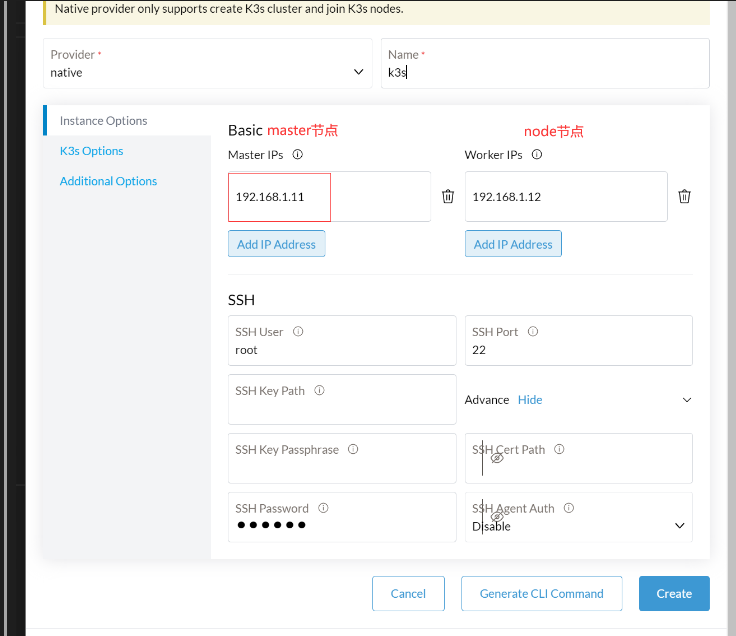 Native provider only supports create K3s cluster and join K3s nodes.
Provider *
native
Name *
k3s
Instance Options
K3s Options
Additional Options
Basic master节点
node节点
Master IPs
Worker IPs
192.168.1.11
192.168.1.12
Add IP Address
Add IP Address
SSH
SSH User
root
SSH Port
22
SSH Key Path
Advance Hide
SSH Key Passphrase
SSH Cert Path
SSH Password
●●●●●●
SSH Agent Auth
Disable
Cancel
Generate CLI Command
Create